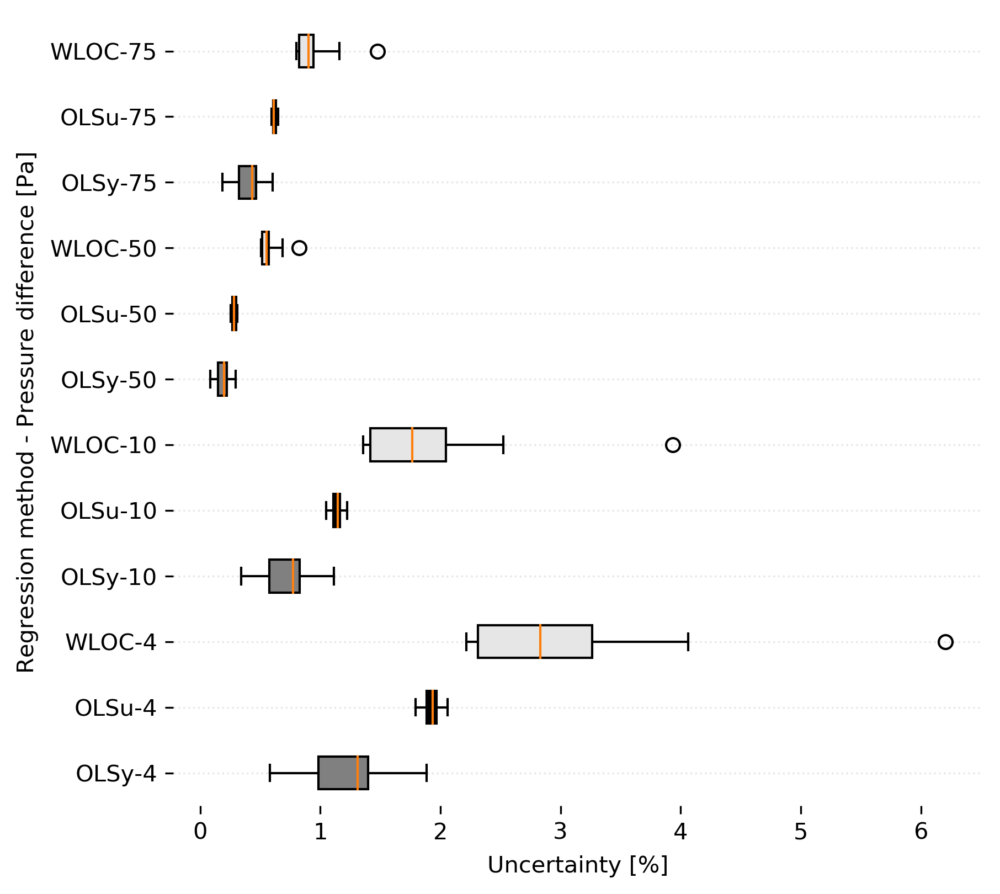 WLOC-75
OLSu-75
OLSy-75
WLOC-50
OLSu-50
OLSy-50
WLOC-10
OLSu-10
OLSy-10
WLOC-4
OLSu-4
OLSy-4
Regression method - Pressure difference [Pa]
0 1 2 3 4 5 6
Uncertainty [%]